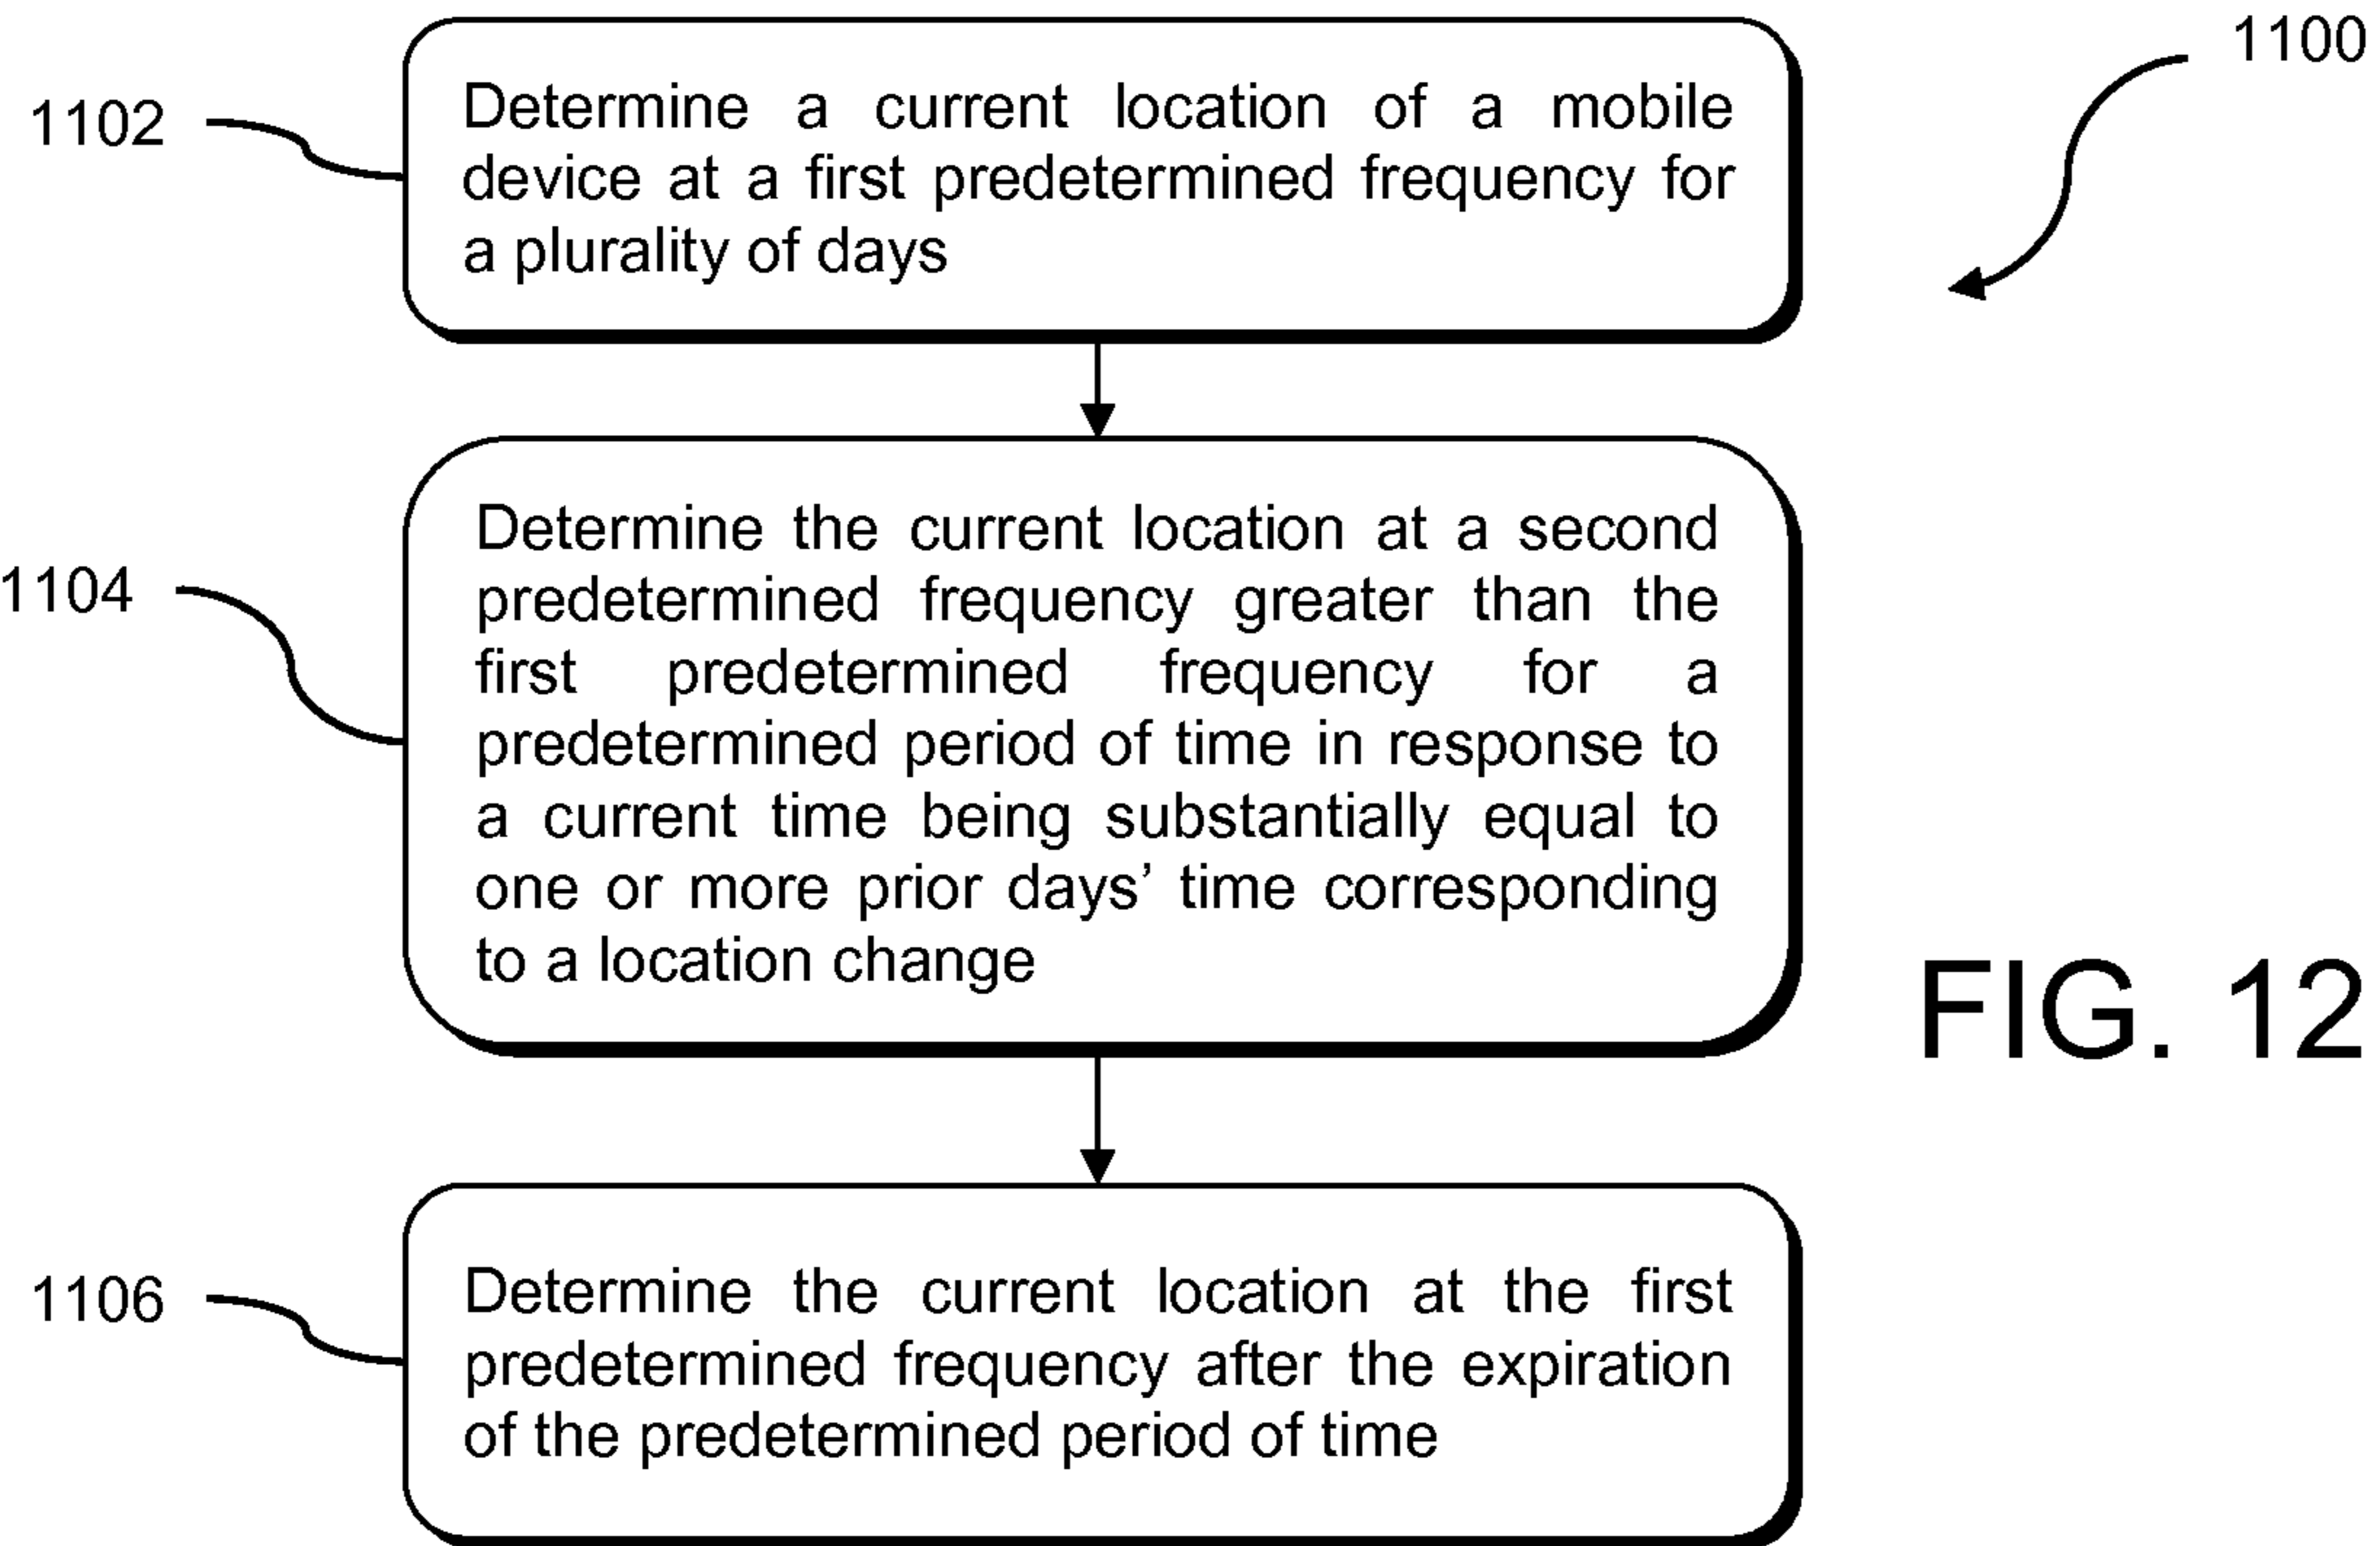 1100
1102
Determine a current location of a mobile
device at a first predetermined frequency for
a plurality of days
1104
Determine the current location at a second
predetermined frequency greater than the
first predetermined frequency for a
predetermined period of time in response to
a current time being substantially equal to
one or more prior days’ time corresponding
to a location change
FIG. 12
1106
Determine the current location at the first
predetermined frequency after the expiration
of the predetermined period of time